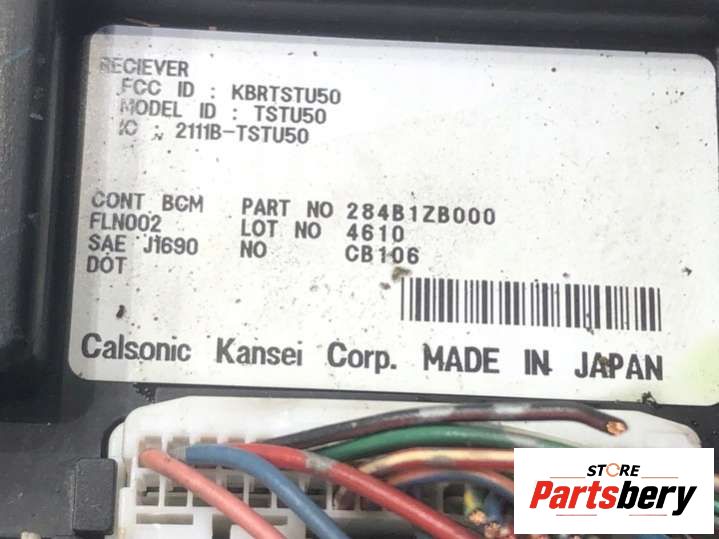 RECIEVER
FCC ID : KBRTSTU50
MODEL ID : TSTU50
IC : 2111B-TSTU50
CONT BCM PART NO 284B1ZB000
FLN002 LOT NO 4610
SAE J1690 NO CB106
DOT
Calsonic Kansei Corp. MADE IN JAPAN
STORE
Partsbery